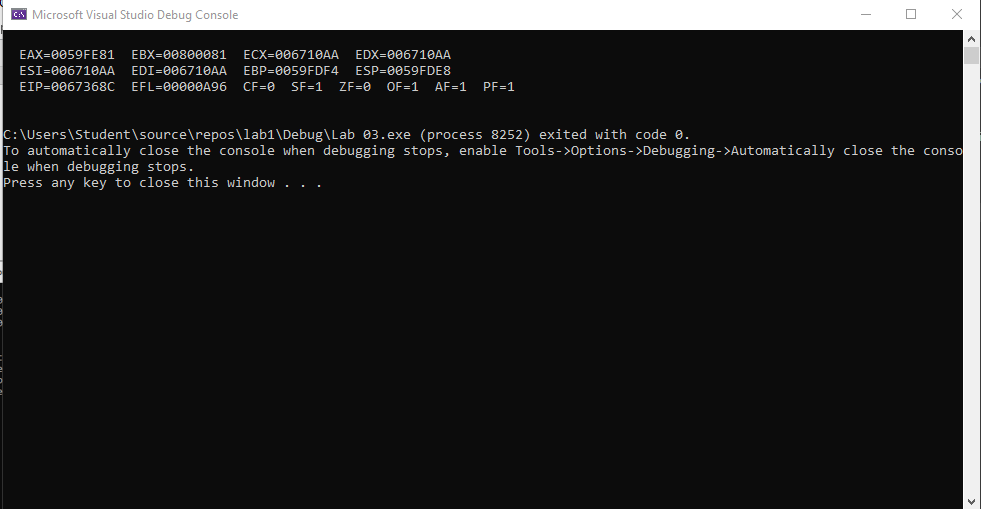 Microsoft Visual Studio Debug Console
EAX=0059FE81  EBX=00800081  ECX=006710AA  EDX=006710AA
ESI=006710AA  EDI=006710AA  EBP=0059FDF4  ESP=0059FDE8
EIP=0067368C  EFL=00000A96  CF=0  SF=1  ZF=0  OF=1  AF=1  PF=1
C:\Users\Student\source\repos\lab1\Debug\Lab 03.exe (process 8252) exited with code 0.
To automatically close the console when debugging stops, enable Tools->Options->Debugging->Automatically close the conso
le when debugging stops.
Press any key to close this window . . .